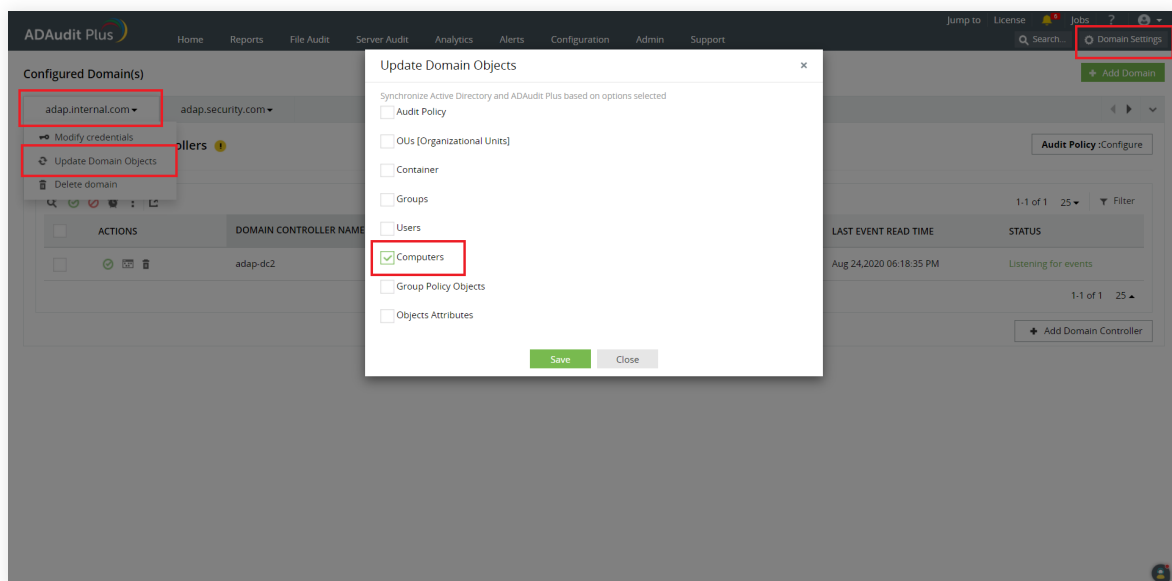 Jump to License 8 Jobs ?
ADAudit Plus
Home Reports File Audit Server Audit Analytics Alerts Configuration Admin Support
Search... Domain Settings
Configured Domain(s)
+ Add Domain
adap.internal.com
adap.security.com
Modify credentials
Update Domain Objects
Delete domain
ollers
Audit Policy :Configure
1-1 of 1 25 Filter
ACTIONS DOMAIN CONTROLLER NAME LAST EVENT READ TIME STATUS
adap-dc2 Aug 24,2020 06:18:35 PM Listening for events
1-1 of 1 25
+ Add Domain Controller
Update Domain Objects ×
Synchronize Active Directory and ADAudit Plus based on options selected
Audit Policy
OUs [Organizational Units]
Container
Groups
Users
Computers
Group Policy Objects
Objects Attributes
Save Close